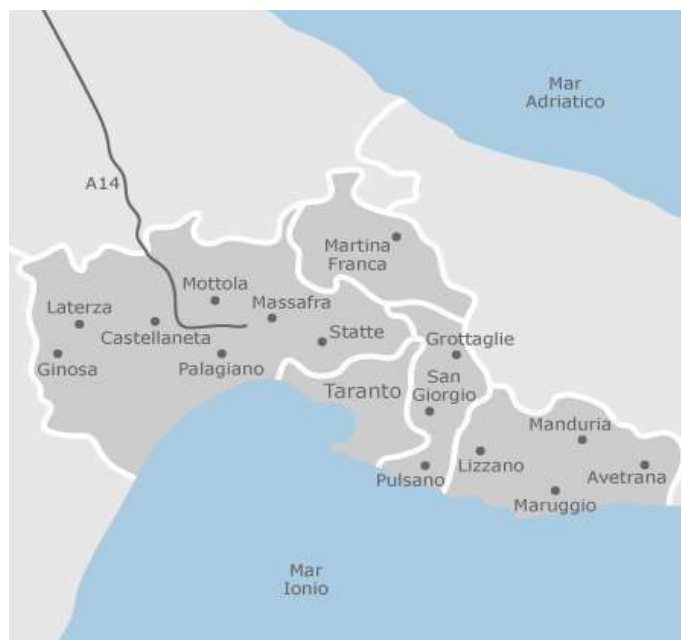 Mar
Adriatico
A14
Martina
Franca
Mottola
Massafra
Laterza
Castellaneta
Statte
Grottaglie
Ginosa
Palagiano
Taranto
San
Giorgio
Manduria
Lizzano
Avetrana
Pulsano
Maruggio
Mar
Ionio